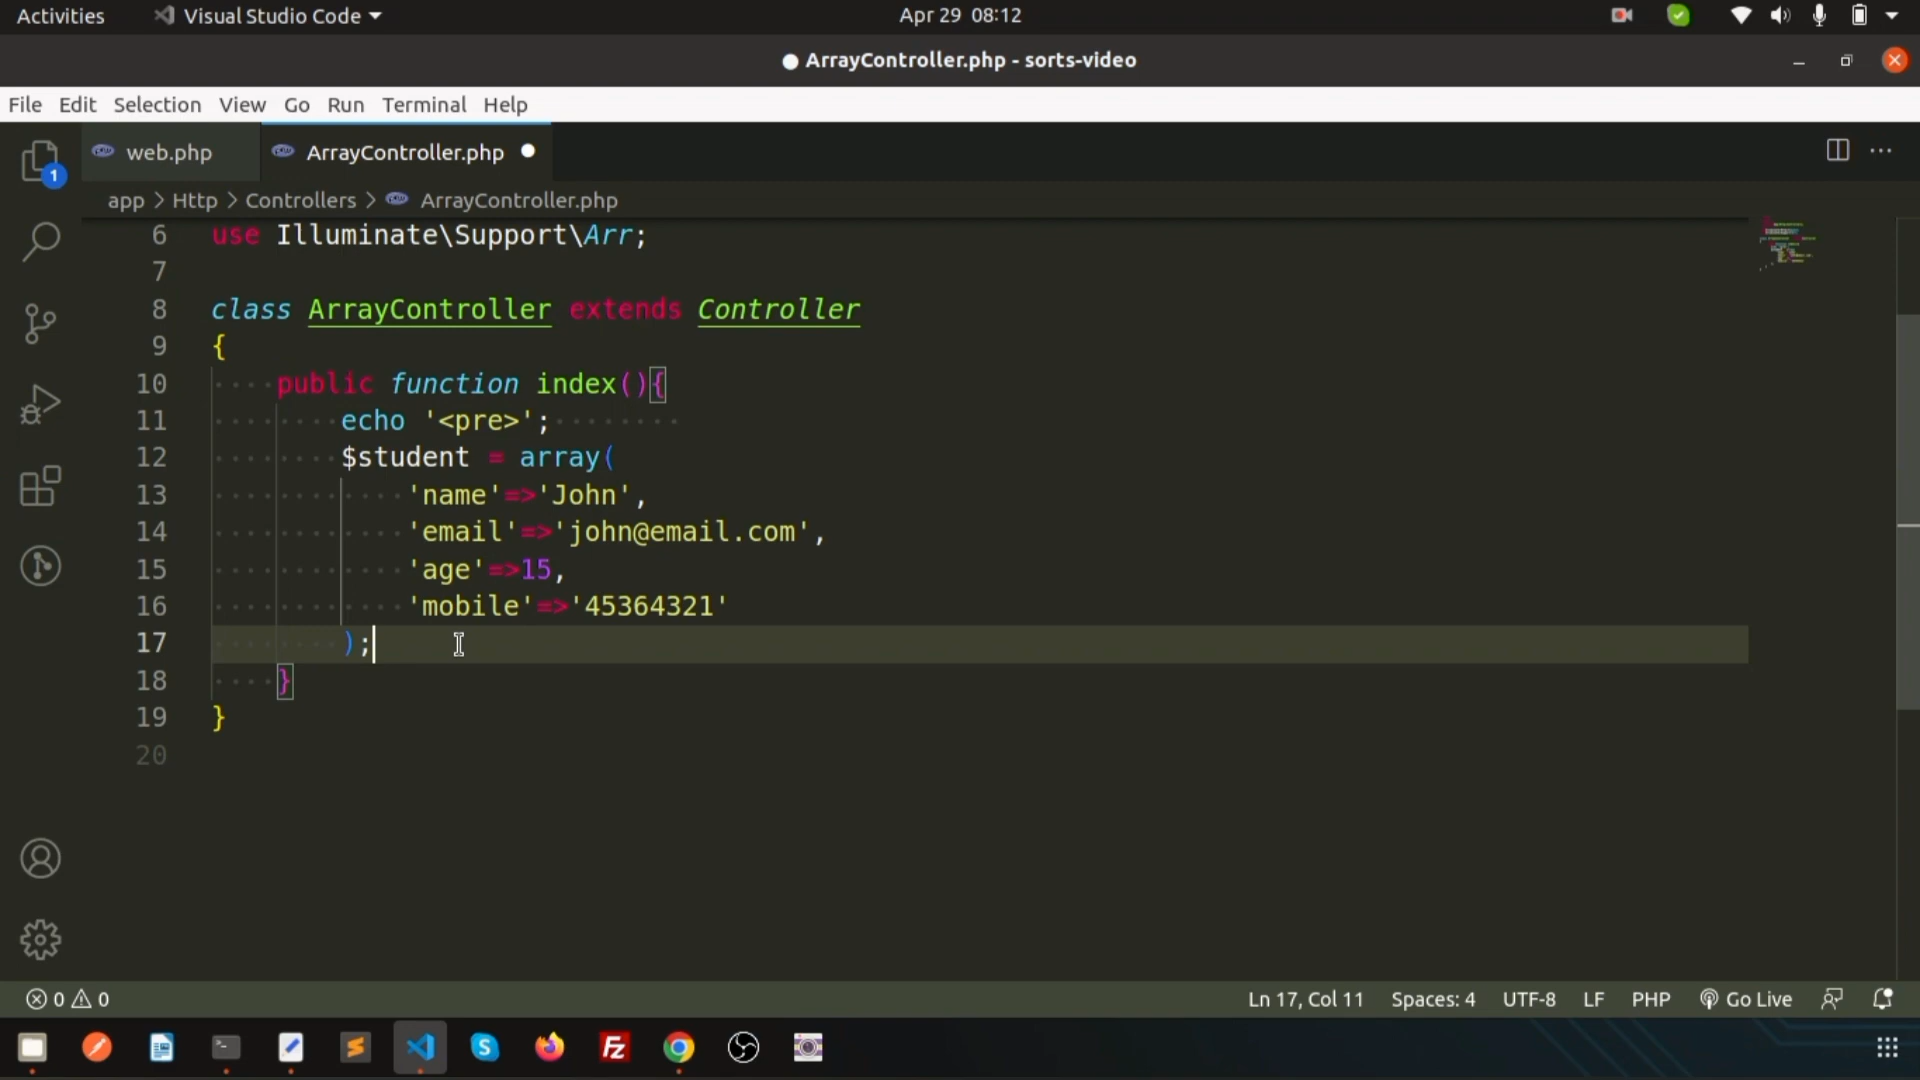 Activities Visual Studio Code Apr 29 08:12
ArrayController.php - sorts-video
File Edit Selection View Go Run Terminal Help
1
web.php ArrayController.php
app > Http > Controllers > ArrayController.php
6 use Illuminate\Support\Arr;
7
8 class ArrayController extends Controller
9 {
10 public function index(){
11 echo '<pre>';
12 $student = array(
13 'name'=>'John',
14 'email'=>'john@email.com',
15 'age'=>15,
16 'mobile'=>'45364321'
17 );
18 }
19 }
20
0 0 Ln 17, Col 11 Spaces: 4 UTF-8 LF PHP Go Live